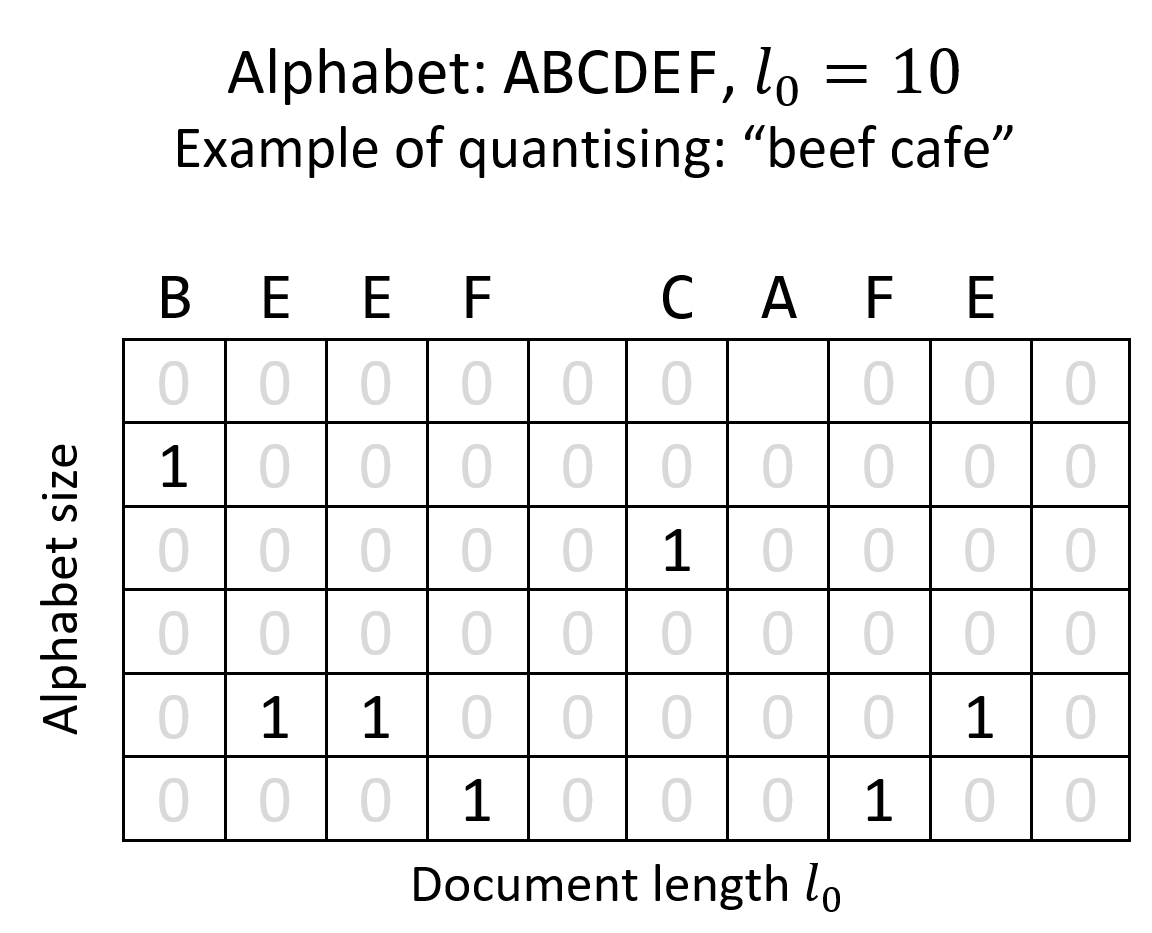 Alphabet: ABCDEF, l₀ = 10
Example of quantising: “beef cafe”
B E E F C A F E
0 0 0 0 0 0 0 0 0
1 0 0 0 0 0 0 0 0 0
0 0 0 0 0 1 0 0 0 0
0 0 0 0 0 0 0 0 0 0
0 1 1 0 0 0 0 0 1 0
0 0 0 1 0 0 0 1 0 0
Alphabet size
Document length l₀